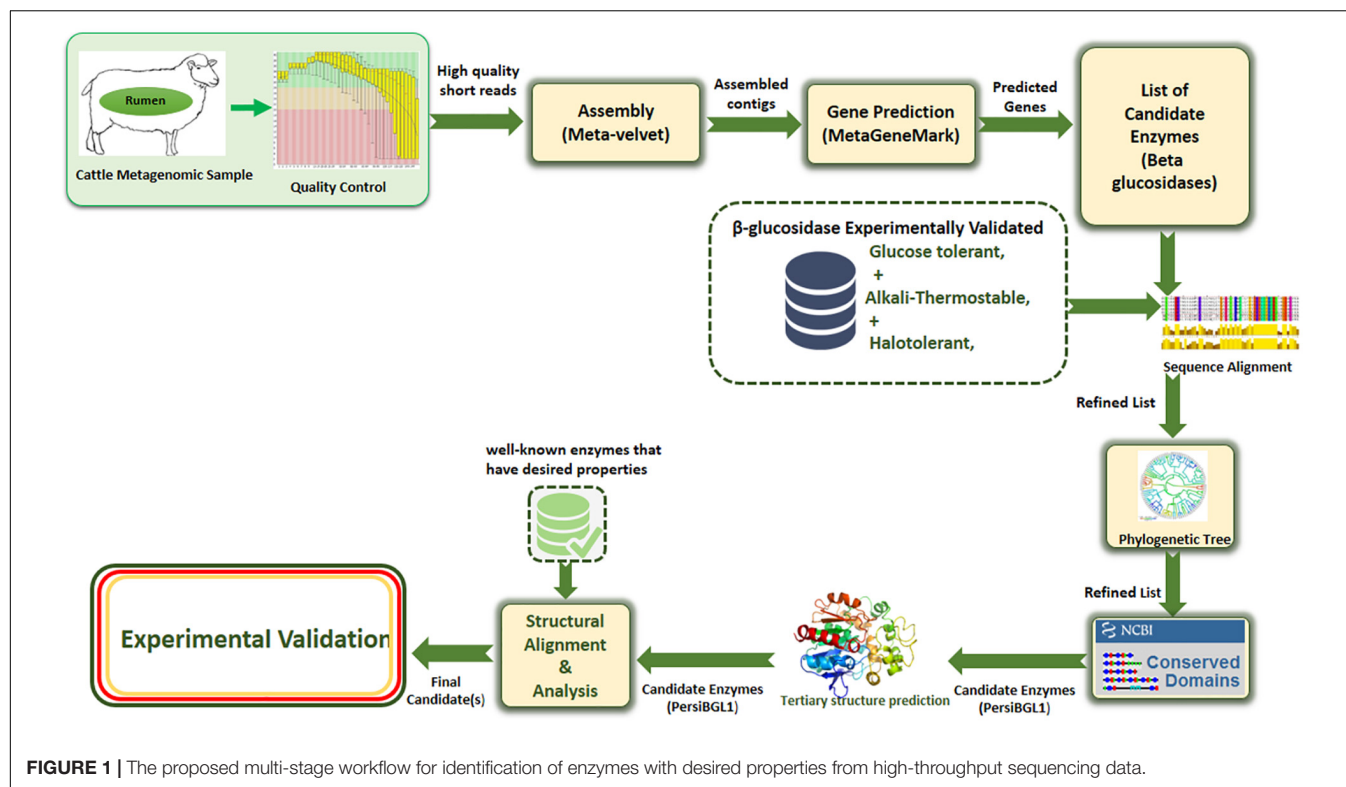 Rumen
Cattle Metagenomic Sample
Quality Control
High quality
short reads
Assembly
(Meta-velvet)
Assembled
contigs
Gene Prediction
(MetaGeneMark)
Predicted
Genes
List of
Candidate
Enzymes
(Beta
glucosidases)
β-glucosidase Experimentally Validated
Glucose tolerant,
+
Alkali-Thermostable,
+
Halotolerant,
Sequence Alignment
Refined List
Phylogenetic Tree
Refined List
NCBI
Conserved
Domains
Candidate Enzymes
(PersiBGL1)
Tertiary structure prediction
Candidate Enzymes
(PersiBGL1)
well-known enzymes that
have desired properties
Structural
Alignment
&
Analysis
Final
Candidate(s)
Experimental Validation
FIGURE 1 | The proposed multi-stage workflow for identification of enzymes with desired properties from high-throughput sequencing data.